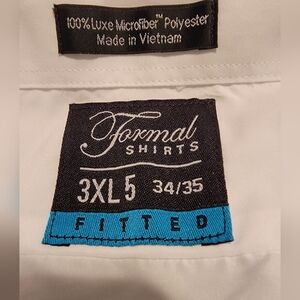 100% Luxe Microfiber™ Polyester
Made in Vietnam
Formal
SHIRTS
3XL5 34/35
FITTED